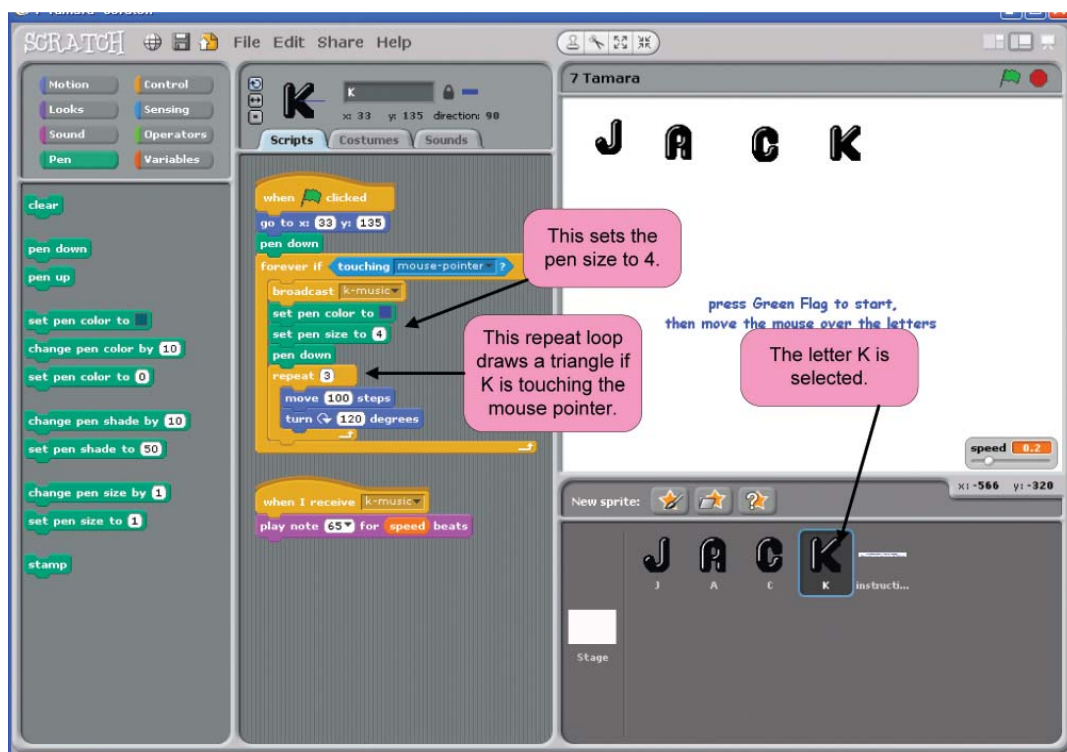 7 Tamara - Scratch
SCRATCH File Edit Share Help
Motion Control
Looks Sensing
Sound Operators
Pen Variables
clear
pen down
pen up
set pen color to
change pen color by 10
set pen color to 0
change pen shade by 10
set pen shade to 50
change pen size by 1
set pen size to 1
stamp
K
x: 33 y: 135 direction: 90
Scripts Costumes Sounds
when clicked
go to x: 33 y: 135
pen down
forever if touching mouse-pointer ?
broadcast k-music
set pen color to
set pen size to 4
pen down
repeat 3
move 100 steps
turn 120 degrees
when I receive k-music
play note 65 for speed beats
This sets the
pen size to 4.
This repeat loop
draws a triangle if
K is touching the
mouse pointer.
7 Tamara
J A C K
press Green Flag to start,
then move the mouse over the letters
The letter K is
selected.
speed 0.2
x: -566 y: -320
New sprite:
J A C K
J A C K instructi...
Stage